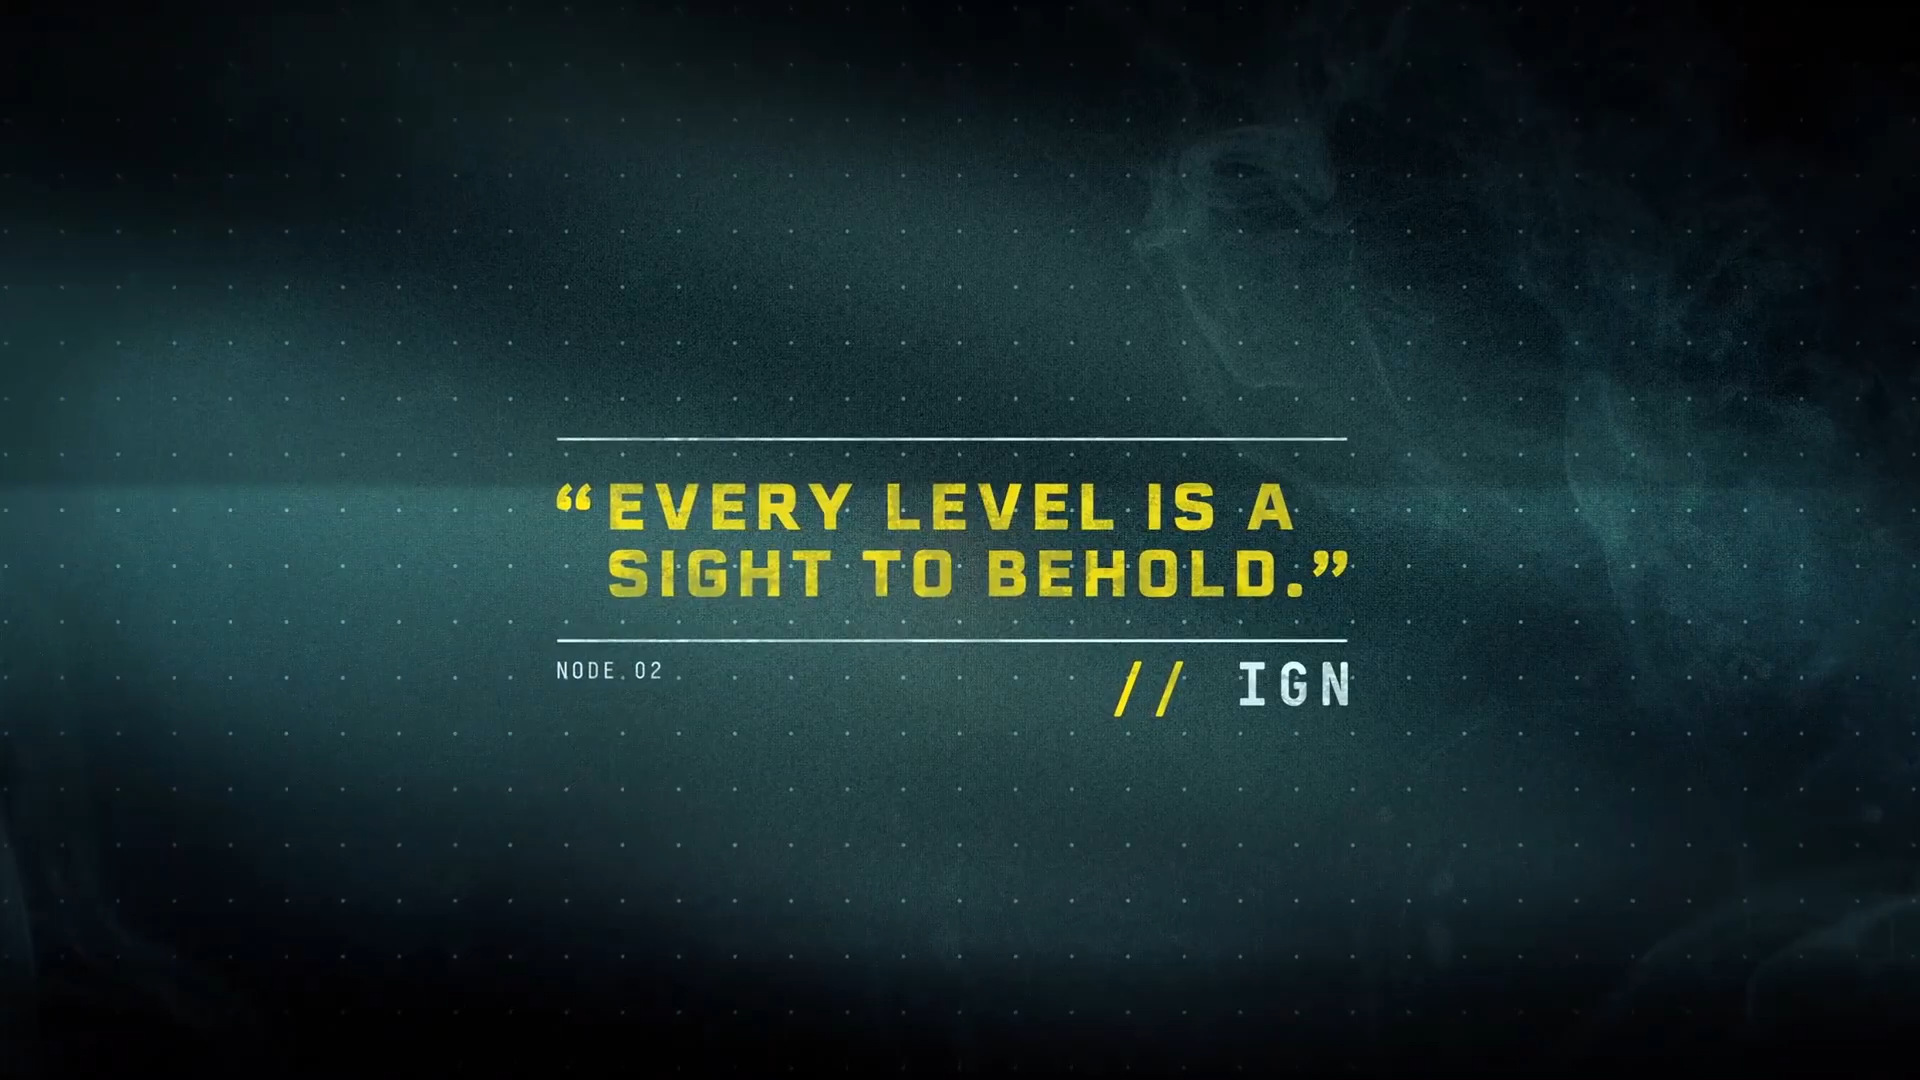 “EVERY LEVEL IS A
SIGHT TO BEHOLD.”
NODE.02
// IGN